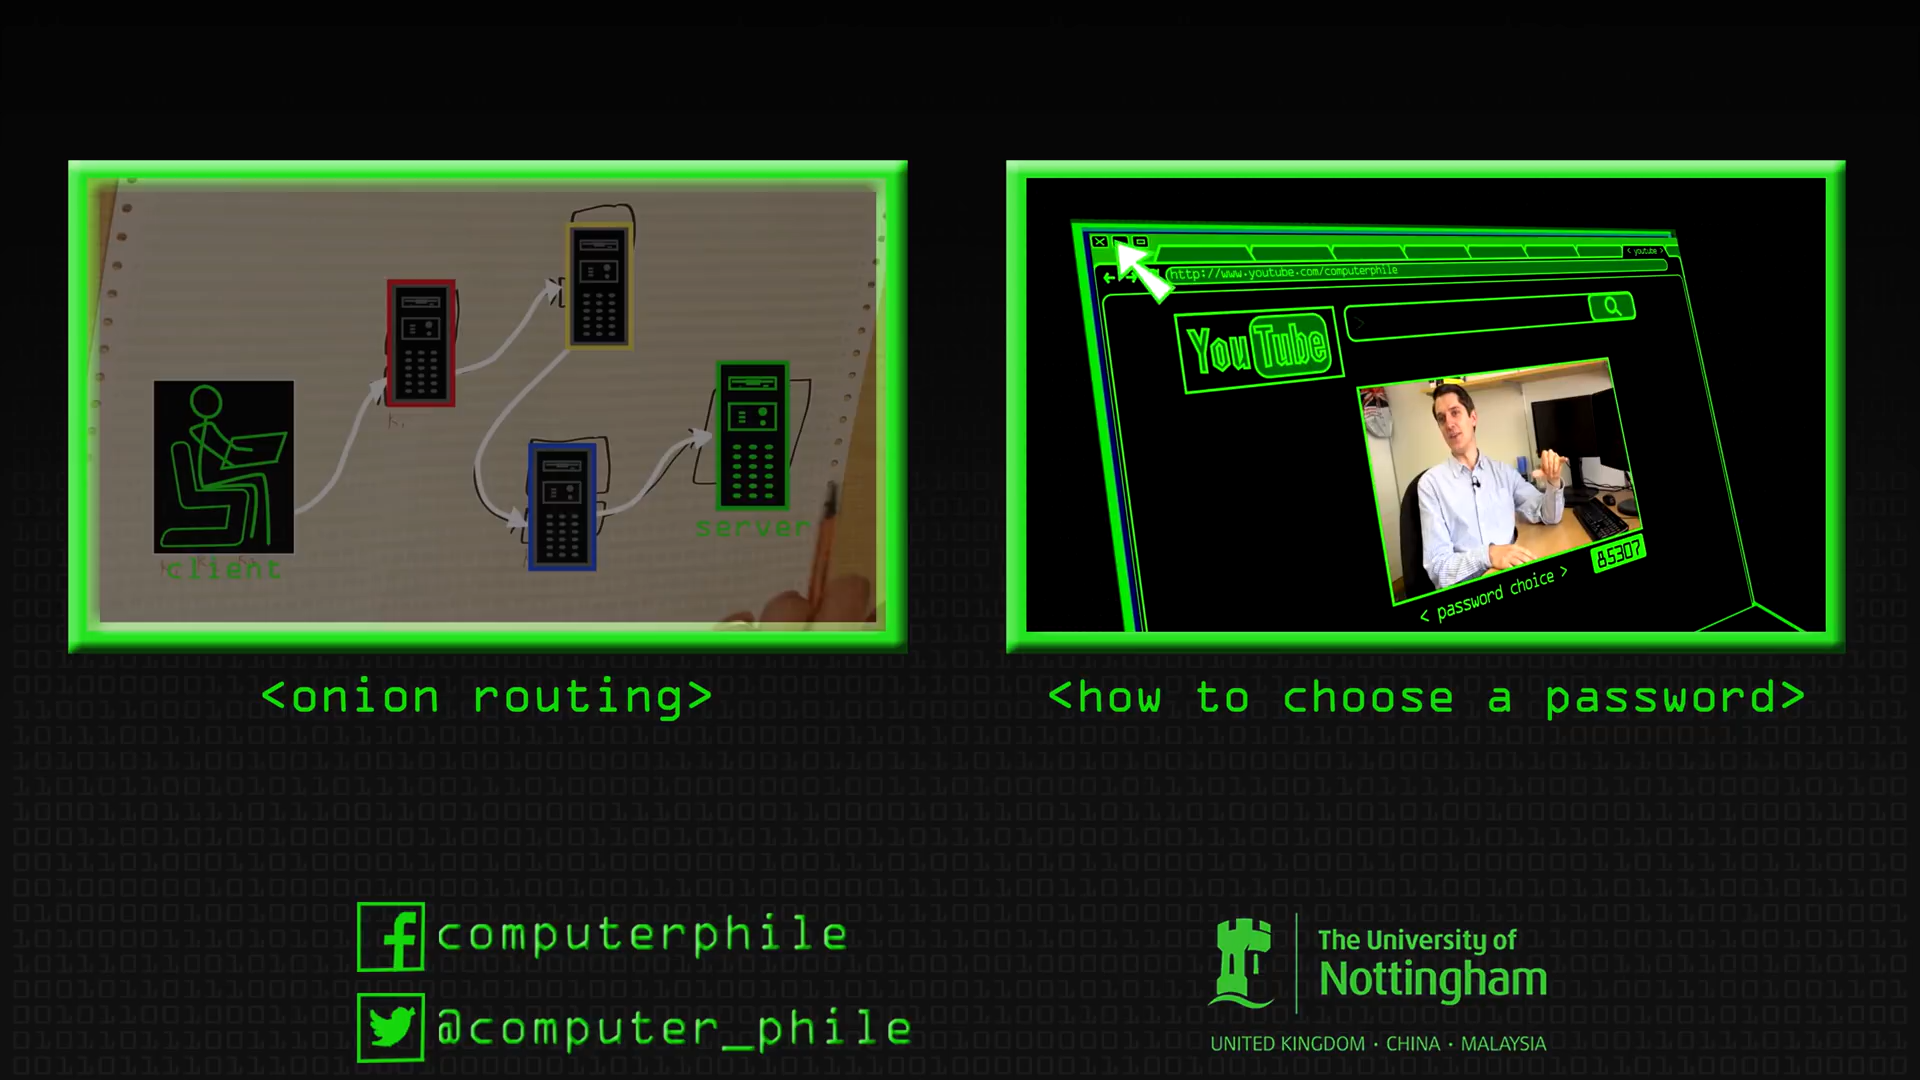 client
server
<onion routing>
< youtube >
http://www.youtube.com/computerphile
YouTube
< password choice >
85307
<how to choose a password>
computerphile
@computer_phile
The University of
Nottingham
UNITED KINGDOM · CHINA · MALAYSIA